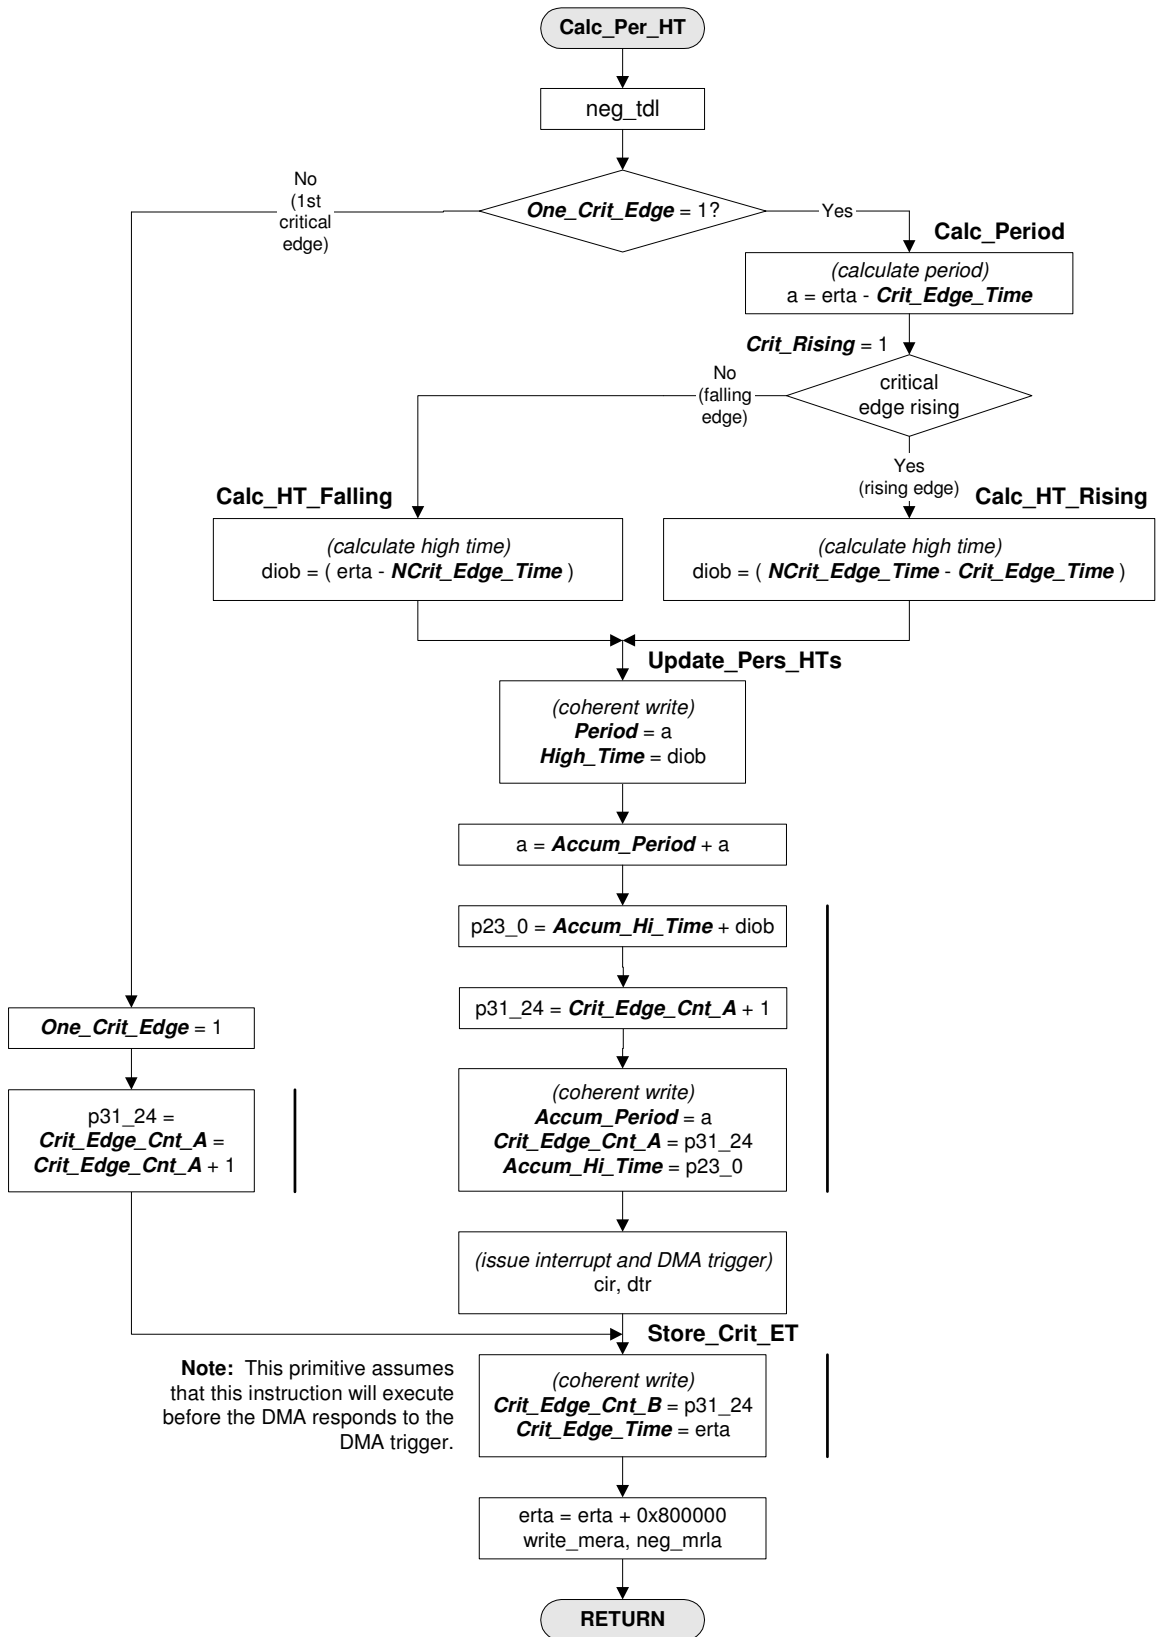 Calc_Per_HT
neg_tdl
No
(1st
critical
edge)
One_Crit_Edge = 1?
Yes
Calc_Period
(calculate period)
a = erta - Crit_Edge_Time
Crit_Rising = 1
No
(falling
edge)
critical
edge rising
Yes
(rising edge)
Calc_HT_Falling
(calculate high time)
diob = ( erta - NCrit_Edge_Time )
Calc_HT_Rising
(calculate high time)
diob = ( NCrit_Edge_Time - Crit_Edge_Time )
Update_Pers_HTs
(coherent write)
Period = a
High_Time = diob
a = Accum_Period + a
p23_0 = Accum_Hi_Time + diob
p31_24 = Crit_Edge_Cnt_A + 1
One_Crit_Edge = 1
p31_24 =
Crit_Edge_Cnt_A =
Crit_Edge_Cnt_A + 1
(coherent write)
Accum_Period = a
Crit_Edge_Cnt_A = p31_24
Accum_Hi_Time = p23_0
(issue interrupt and DMA trigger)
cir, dtr
Store_Crit_ET
Note: This primitive assumes
that this instruction will execute
before the DMA responds to the
DMA trigger.
(coherent write)
Crit_Edge_Cnt_B = p31_24
Crit_Edge_Time = erta
erta = erta + 0x800000
write_mera, neg_mrla
RETURN